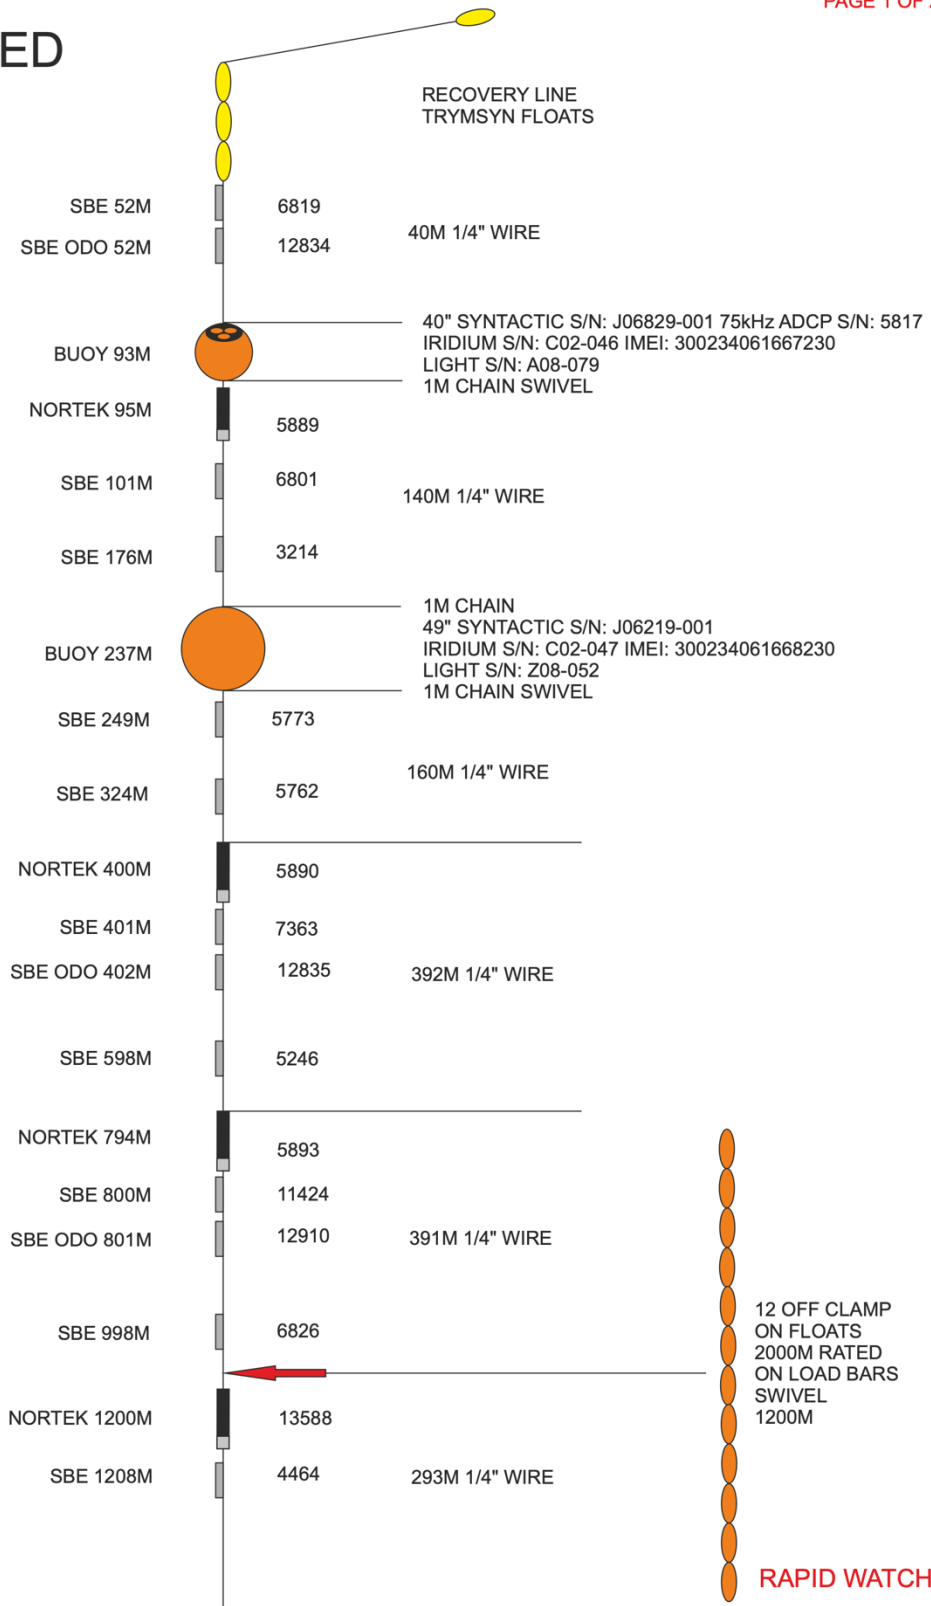 PAGE 1 OF
ED
RECOVERY LINE
TRYMSYN FLOATS
SBE 52M 6819
40M 1/4" WIRE
SBE ODO 52M 12834
40" SYNTACTIC S/N: J06829-001 75kHz ADCP S/N: 5817
IRIDIUM S/N: C02-046 IMEI: 300234061667230
BUOY 93M
LIGHT S/N: A08-079
1M CHAIN SWIVEL
NORTEK 95M 5889
SBE 101M 6801
140M 1/4" WIRE
SBE 176M 3214
1M CHAIN
49" SYNTACTIC S/N: J06219-001
BUOY 237M
IRIDIUM S/N: C02-047 IMEI: 300234061668230
LIGHT S/N: Z08-052
1M CHAIN SWIVEL
SBE 249M 5773
160M 1/4" WIRE
SBE 324M 5762
NORTEK 400M 5890
SBE 401M 7363
SBE ODO 402M 12835 392M 1/4" WIRE
SBE 598M 5246
NORTEK 794M 5893
SBE 800M 11424
SBE ODO 801M 12910 391M 1/4" WIRE
12 OFF CLAMP
ON FLOATS
2000M RATED
ON LOAD BARS
SWIVEL
1200M
SBE 998M 6826
NORTEK 1200M 13588
SBE 1208M 4464 293M 1/4" WIRE
RAPID WATCH